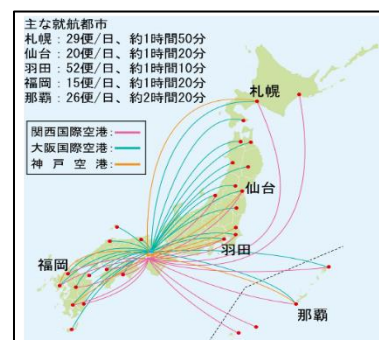 主な就航都市
札幌：29便/日、約1時間50分
仙台：20便/日、約1時間20分
羽田：52便/日、約1時間10分
福岡：15便/日、約1時間20分
那覇：26便/日、約2時間20分
札幌
関西国際空港：
大阪国際空港：
神戸空港：
仙台
羽田
福岡
那覇